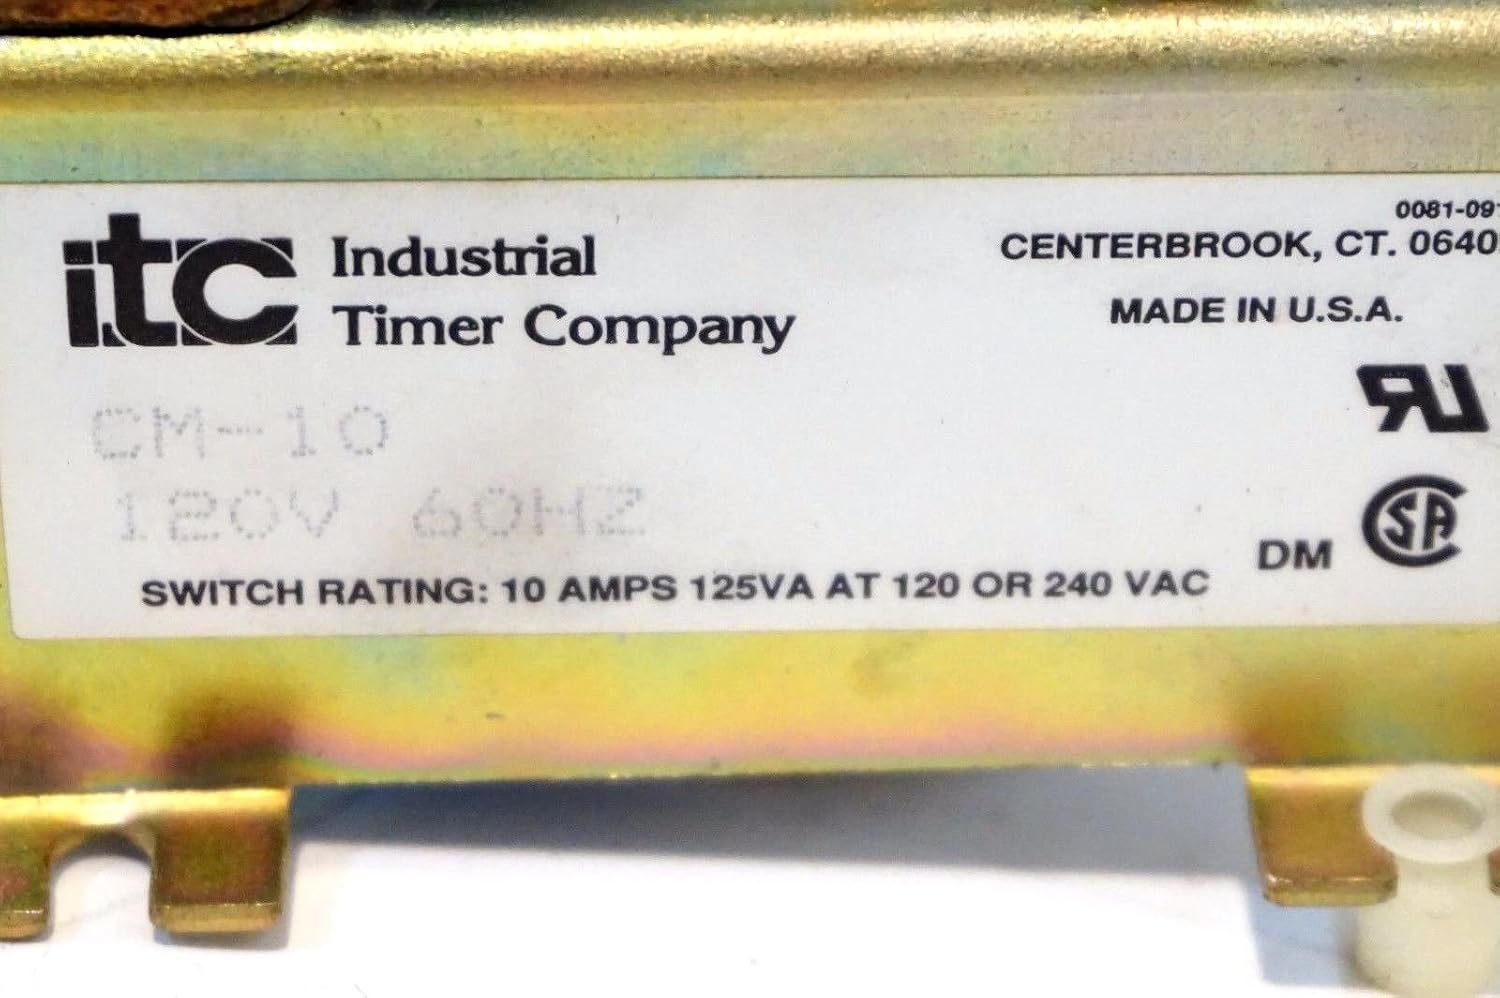 itc Industrial
Timer Company
0081-091
CENTERBROOK, CT. 0640
MADE IN U.S.A.
CM-10
120V 60HZ
DM
SWITCH RATING: 10 AMPS 125VA AT 120 OR 240 VAC